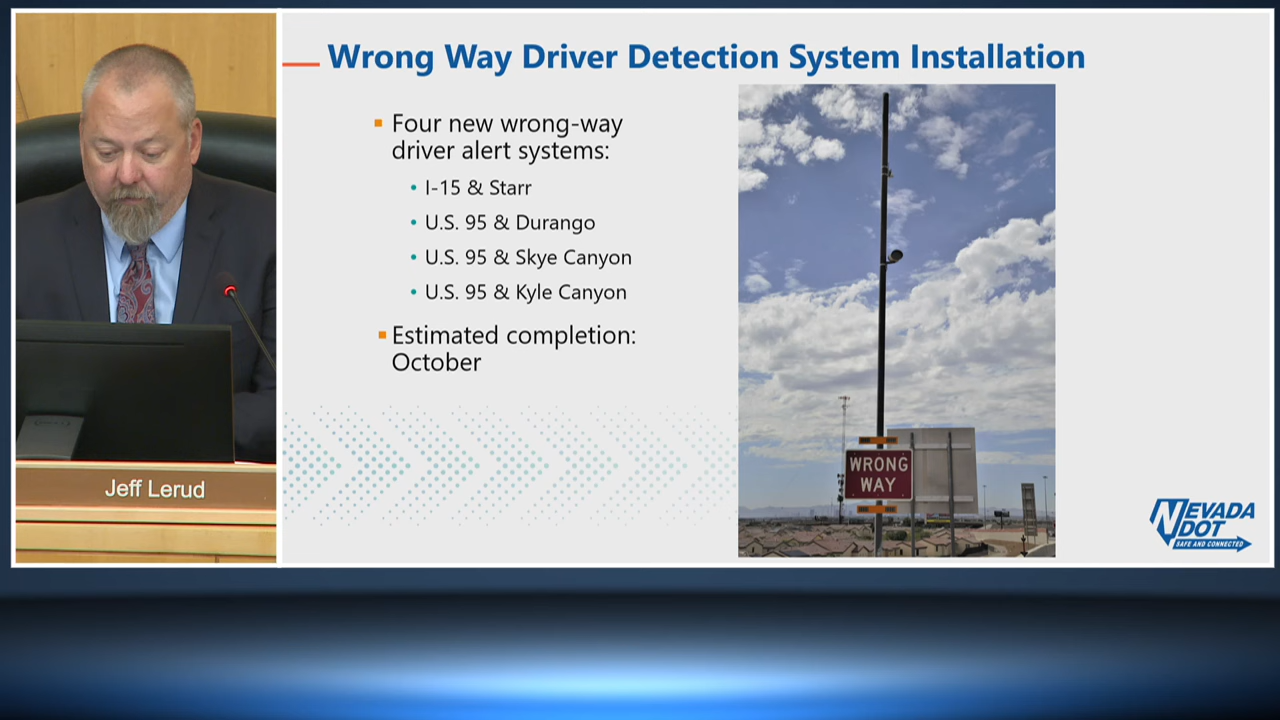 Wrong Way Driver Detection System Installation
▪ Four new wrong-way
driver alert systems:
• I-15 & Starr
• U.S. 95 & Durango
• U.S. 95 & Skye Canyon
• U.S. 95 & Kyle Canyon
▪ Estimated completion:
October
WRONG
WAY
Jeff Lerud
NEVADA
DOT
SAFE AND CONNECTED